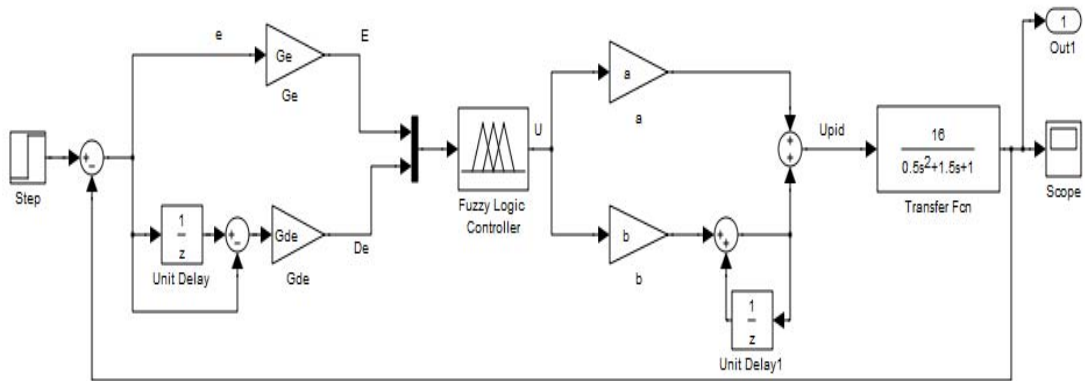 1
Out1
e
E
Ge
Ge
a
a
U
Upid
+
-
+
+
16
0.5s²+1.5s+1
Transfer Fcn
Scope
Step
Fuzzy Logic
Controller
1
z
Unit Delay
+
-
Gde
Gde
De
b
b
+
+
1
z
Unit Delay1